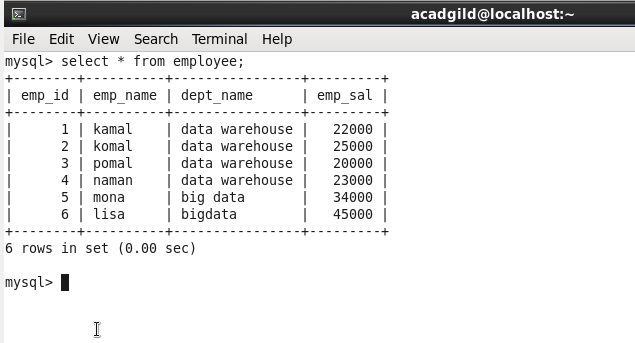 acadgild@localhost:~
File Edit View Search Terminal Help
mysql> select * from employee;
+--------+----------+----------------+---------+
| emp_id | emp_name | dept_name      | emp_sal |
+--------+----------+----------------+---------+
|      1 | kamal    | data warehouse |   22000 |
|      2 | komal    | data warehouse |   25000 |
|      3 | pomal    | data warehouse |   20000 |
|      4 | naman    | data warehouse |   23000 |
|      5 | mona     | big data       |   34000 |
|      6 | lisa     | bigdata        |   45000 |
+--------+----------+----------------+---------+
6 rows in set (0.00 sec)
mysql>